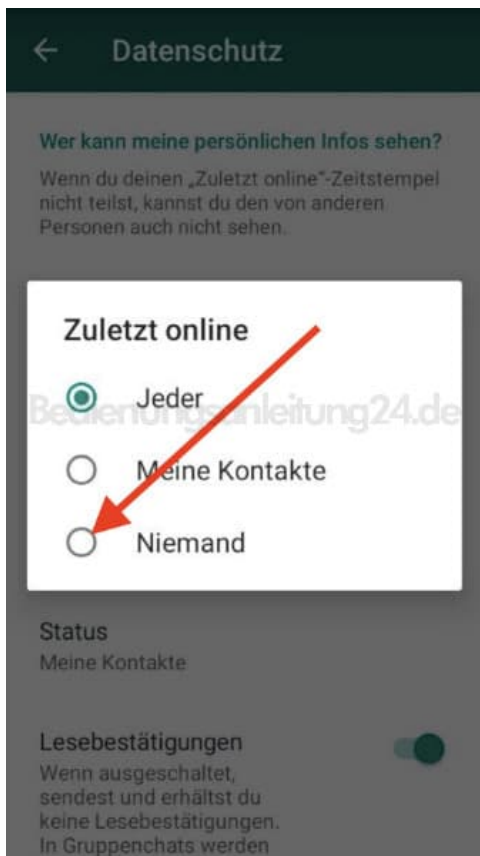 Datenschutz
Wer kann meine persönlichen Infos sehen?
Wenn du deinen „Zuletzt online“-Zeitstempel
nicht teilst, kannst du den von anderen
Personen auch nicht sehen.
Zuletzt online
Jeder
Bedienungsanleitung24.de
Meine Kontakte
Niemand
Status
Meine Kontakte
Lesebestätigungen
Wenn ausgeschaltet,
sendest und erhältst du
keine Lesebestätigungen.
In Gruppenchats werden